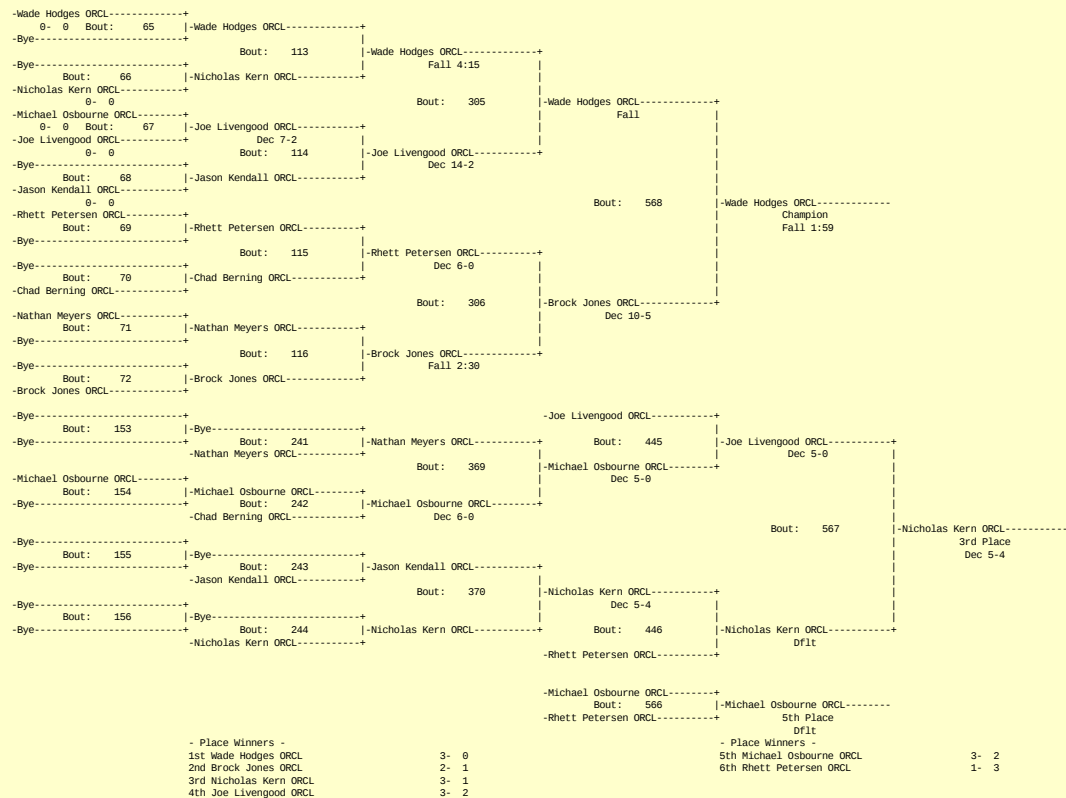 -Wade Hodges ORCL-------------+
0-  0   Bout:     65      |-Wade Hodges ORCL-------------+
-Bye--------------------------+                              |
Bout:    113         |-Wade Hodges ORCL-------------+
-Bye--------------------------+                              |           Fall 4:15          |
Bout:     66        |-Nicholas Kern ORCL-----------+                              |
-Nicholas Kern ORCL-----------+                                                             |
0-  0                                                     Bout:    305         |-Wade Hodges ORCL-------------+
-Michael Osbourne ORCL--------+                                                             |             Fall             |
0-  0   Bout:     67      |-Joe Livengood ORCL-----------+                              |                              |
-Joe Livengood ORCL-----------+            Dec 7-2           |                              |                              |
0-  0                      Bout:    114         |-Joe Livengood ORCL-----------+                              |
-Bye--------------------------+                              |           Dec 14-2                                          |
Bout:     68        |-Jason Kendall ORCL-----------+                                                             |
-Jason Kendall ORCL-----------+                                                                                            |
0-  0                                                                                    Bout:    568         |-Wade Hodges ORCL-------------
-Rhett Petersen ORCL----------+                                                                                            |           Champion
Bout:     69        |-Rhett Petersen ORCL----------+                                                             |           Fall 1:59
-Bye--------------------------+                              |                                                             |
Bout:    115         |-Rhett Petersen ORCL----------+                              |
-Bye--------------------------+                              |            Dec 6-0           |                              |
Bout:     70        |-Chad Berning ORCL------------+                              |                              |
-Chad Berning ORCL------------+                                                             |                              |
Bout:    306         |-Brock Jones ORCL-------------+
-Nathan Meyers ORCL-----------+                                                             |           Dec 10-5
Bout:     71        |-Nathan Meyers ORCL-----------+                              |
-Bye--------------------------+                              |                              |
Bout:    116         |-Brock Jones ORCL-------------+
-Bye--------------------------+                              |           Fall 2:30
Bout:     72        |-Brock Jones ORCL-------------+
-Brock Jones ORCL-------------+
-Bye--------------------------+                                                              -Joe Livengood ORCL-----------+
Bout:    153        |-Bye--------------------------+                                                             |
-Bye--------------------------+       Bout:    241         |-Nathan Meyers ORCL-----------+        Bout:    445         |-Joe Livengood ORCL-----------+
-Nathan Meyers ORCL-----------+                              |                              |            Dec 5-0           |
Bout:    369         |-Michael Osbourne ORCL--------+                              |
-Michael Osbourne ORCL--------+                                                             |            Dec 5-0                                          |
Bout:    154        |-Michael Osbourne ORCL--------+                              |                                                             |
-Bye--------------------------+       Bout:    242         |-Michael Osbourne ORCL--------+                                                             |
-Chad Berning ORCL------------+            Dec 6-0                                                                         |
Bout:    567         |-Nicholas Kern ORCL-----------
-Bye--------------------------+                                                                                                                         |          3rd Place
Bout:    155        |-Bye--------------------------+                                                                                            |           Dec 5-4
-Bye--------------------------+       Bout:    243         |-Jason Kendall ORCL-----------+                                                             |
-Jason Kendall ORCL-----------+                              |                                                             |
Bout:    370         |-Nicholas Kern ORCL-----------+                              |
-Bye--------------------------+                                                             |            Dec 5-4           |                              |
Bout:    156        |-Bye--------------------------+                              |                              |                              |
-Bye--------------------------+       Bout:    244         |-Nicholas Kern ORCL-----------+        Bout:    446         |-Nicholas Kern ORCL-----------+
-Nicholas Kern ORCL-----------+                                                             |             Dflt
-Rhett Petersen ORCL----------+
-Michael Osbourne ORCL--------+
Bout:    566         |-Michael Osbourne ORCL--------
-Rhett Petersen ORCL----------+          5th Place
Dflt
- Place Winners -                                                                            - Place Winners -
1st Wade Hodges ORCL                        3-  0                                            5th Michael Osbourne ORCL                   3-  2
2nd Brock Jones ORCL                        2-  1                                            6th Rhett Petersen ORCL                     1-  3
3rd Nicholas Kern ORCL                      3-  1
4th Joe Livengood ORCL                      3-  2